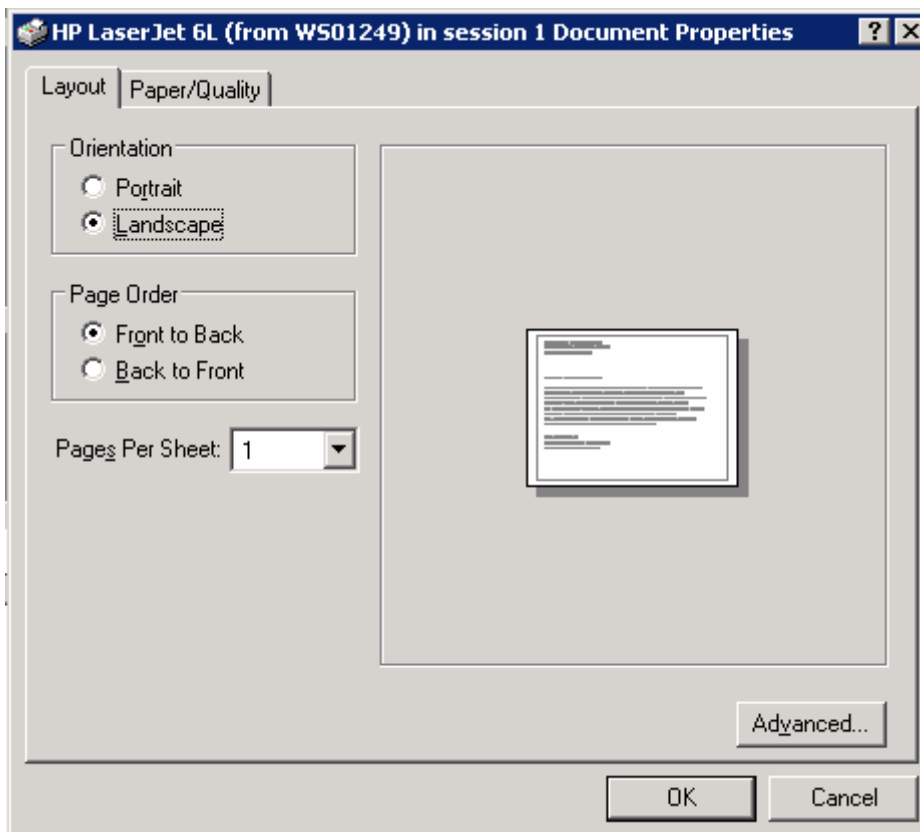 HP LaserJet 6L (from WS01249) in session 1 Document Properties
Layout
Paper/Quality
Orientation
Portrait
Landscape
Page Order
Front to Back
Back to Front
Pages Per Sheet: 1
Advanced...
OK
Cancel